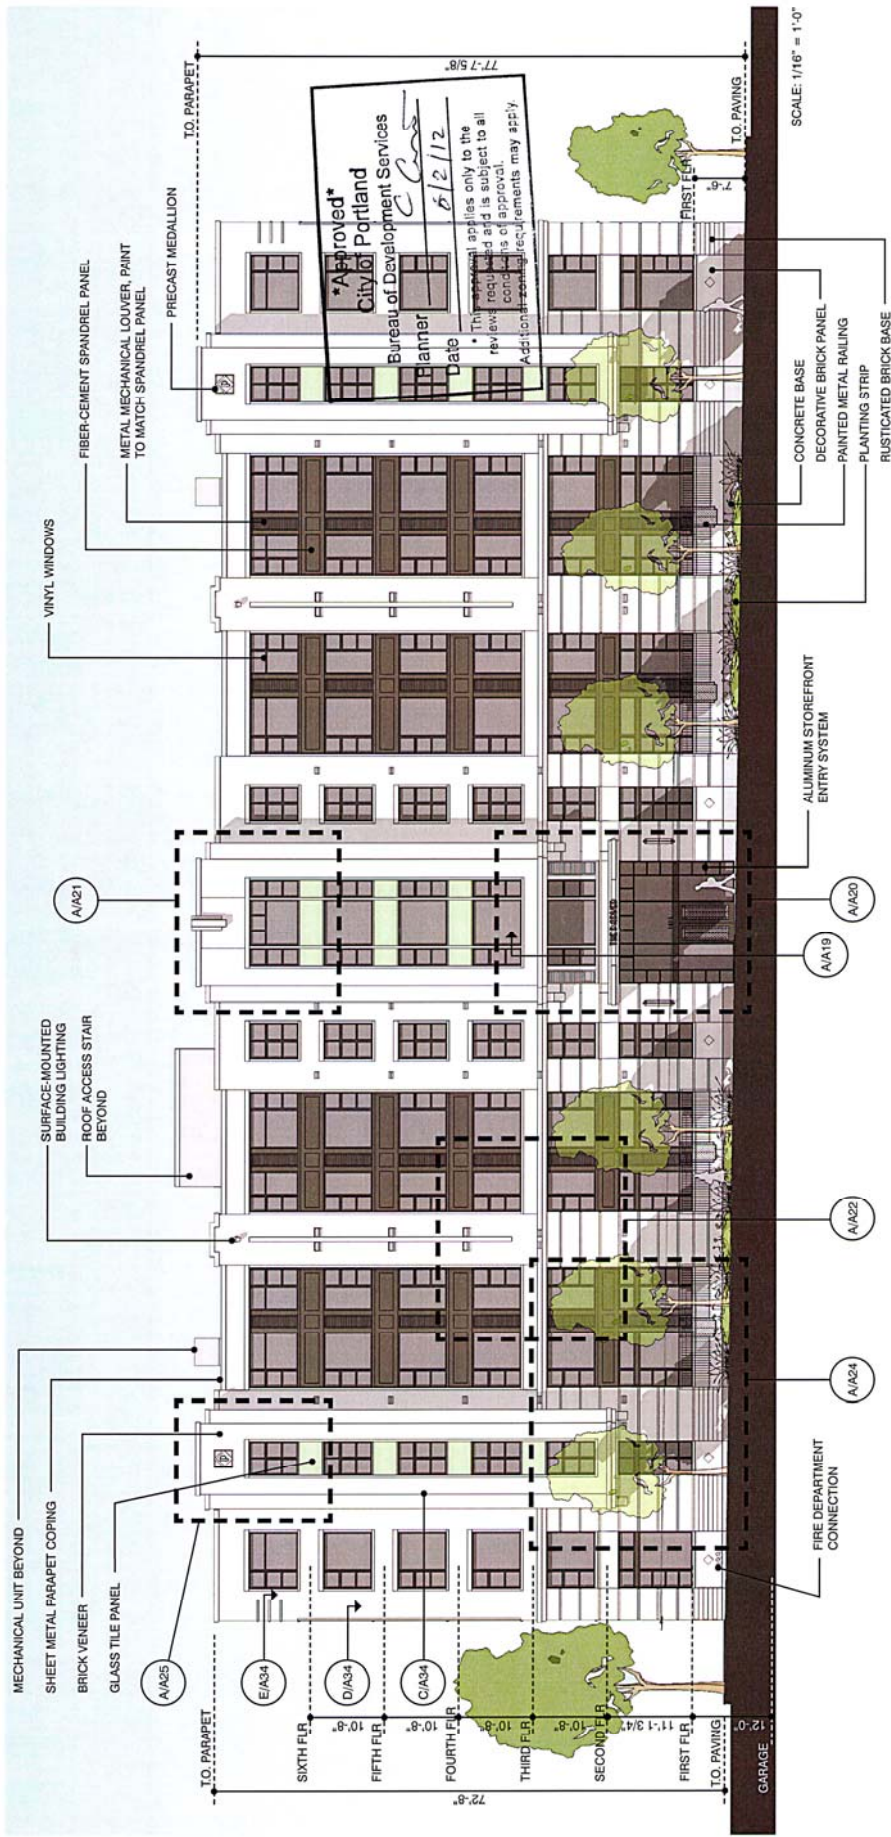 MECHANICAL UNIT BEYOND
SHEET METAL PARAPET COPING
BRICK VENEER
GLASS TILE PANEL
A/A25
E/A34
D/A34
C/A34
SURFACE-MOUNTED
BUILDING LIGHTING
ROOF ACCESS STAIR
BEYOND
A/A21
VINYL WINDOWS
FIBER-CEMENT SPANDREL PANEL
METAL MECHANICAL LOUVER, PAINT
TO MATCH SPANDREL PANEL
PRECAST MEDALLION
T.O. PARAPET
77'-7 5/8"
T.O. PAVING
FIRST FLR
7'-6"
*Approved*
City of Portland
Bureau of Development Services
Planner
Date
* This approval applies only to the
reviews requested and is subject to all
conditions of approval.
Additional zoning requirements may apply.
T.O. PARAPET
SIXTH FLR
10'-8"
FIFTH FLR
10'-8"
FOURTH FLR
10'-8"
THIRD FLR
10'-8"
SECOND FLR
11'-1 3/4"
FIRST FLR
T.O. PAVING
12'-0"
GARAGE
72'-8"
FIRE DEPARTMENT
CONNECTION
A/A24
A/A22
A/A19
A/A20
ALUMINUM STOREFRONT
ENTRY SYSTEM
CONCRETE BASE
DECORATIVE BRICK PANEL
PAINTED METAL RAILING
PLANTING STRIP
RUSTICATED BRICK BASE
SCALE: 1/16" = 1'-0"